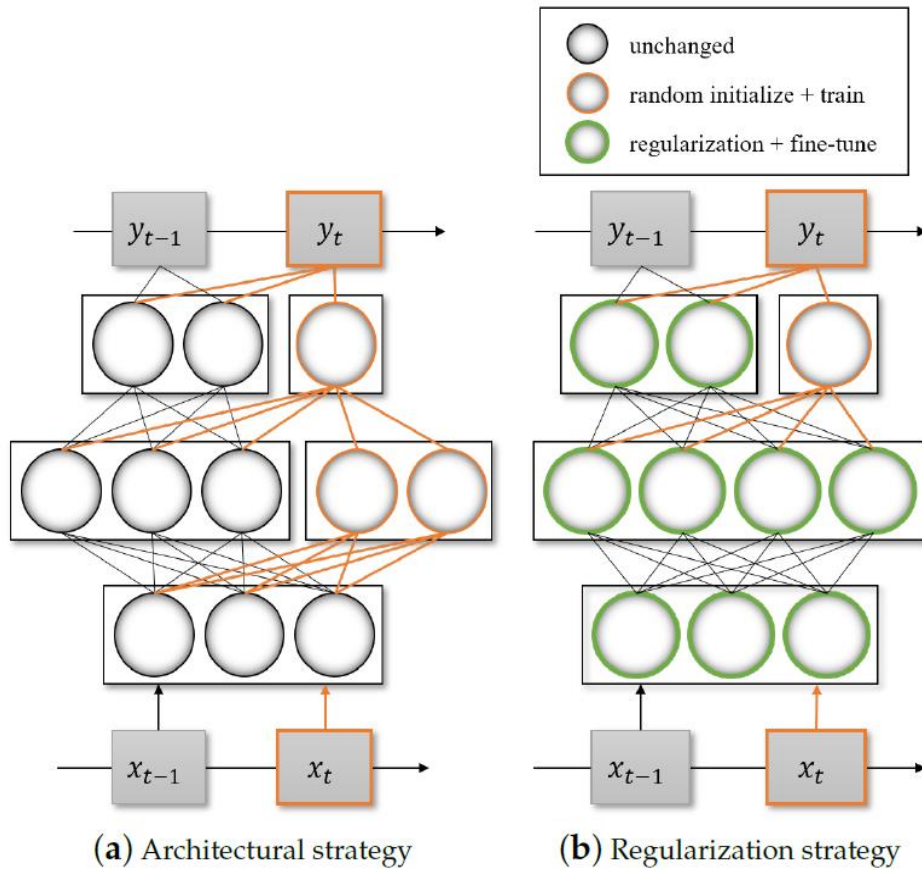 unchanged
random initialize + train
regularization + fine-tune
y_{t-1}
y_t
y_{t-1}
y_t
x_{t-1}
x_t
x_{t-1}
x_t
(a) Architectural strategy
(b) Regularization strategy